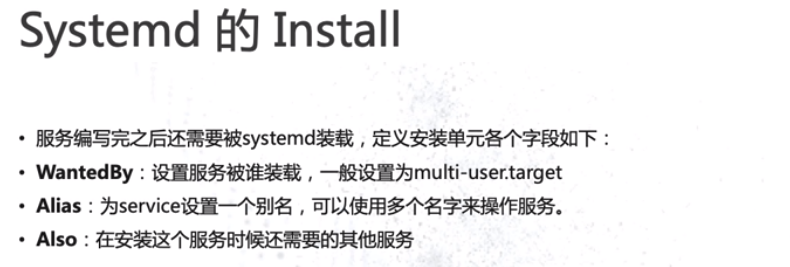 Systemd 的 Install
• 服务编写完之后还需要被systemd装载，定义安装单元各个字段如下：
• WantedBy：设置服务被谁装载，一般设置为multi-user.target
• Alias：为service设置一个别名，可以使用多个名字来操作服务。
• Also：在安装这个服务时候还需要的其他服务